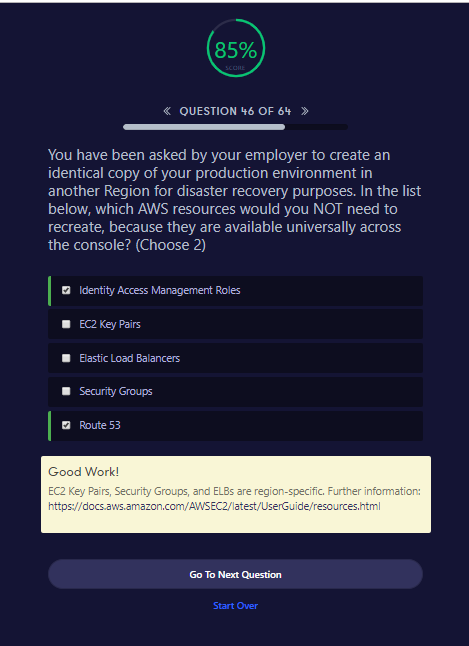 85%
SCORE
QUESTION 46 OF 64
You have been asked by your employer to create an
identical copy of your production environment in
another Region for disaster recovery purposes. In the list
below, which AWS resources would you NOT need to
recreate, because they are available universally across
the console? (Choose 2)
Identity Access Management Roles
EC2 Key Pairs
Elastic Load Balancers
Security Groups
Route 53
Good Work!
EC2 Key Pairs, Security Groups, and ELBs are region-specific. Further information:
https://docs.aws.amazon.com/AWSEC2/latest/UserGuide/resources.html
Go To Next Question
Start Over